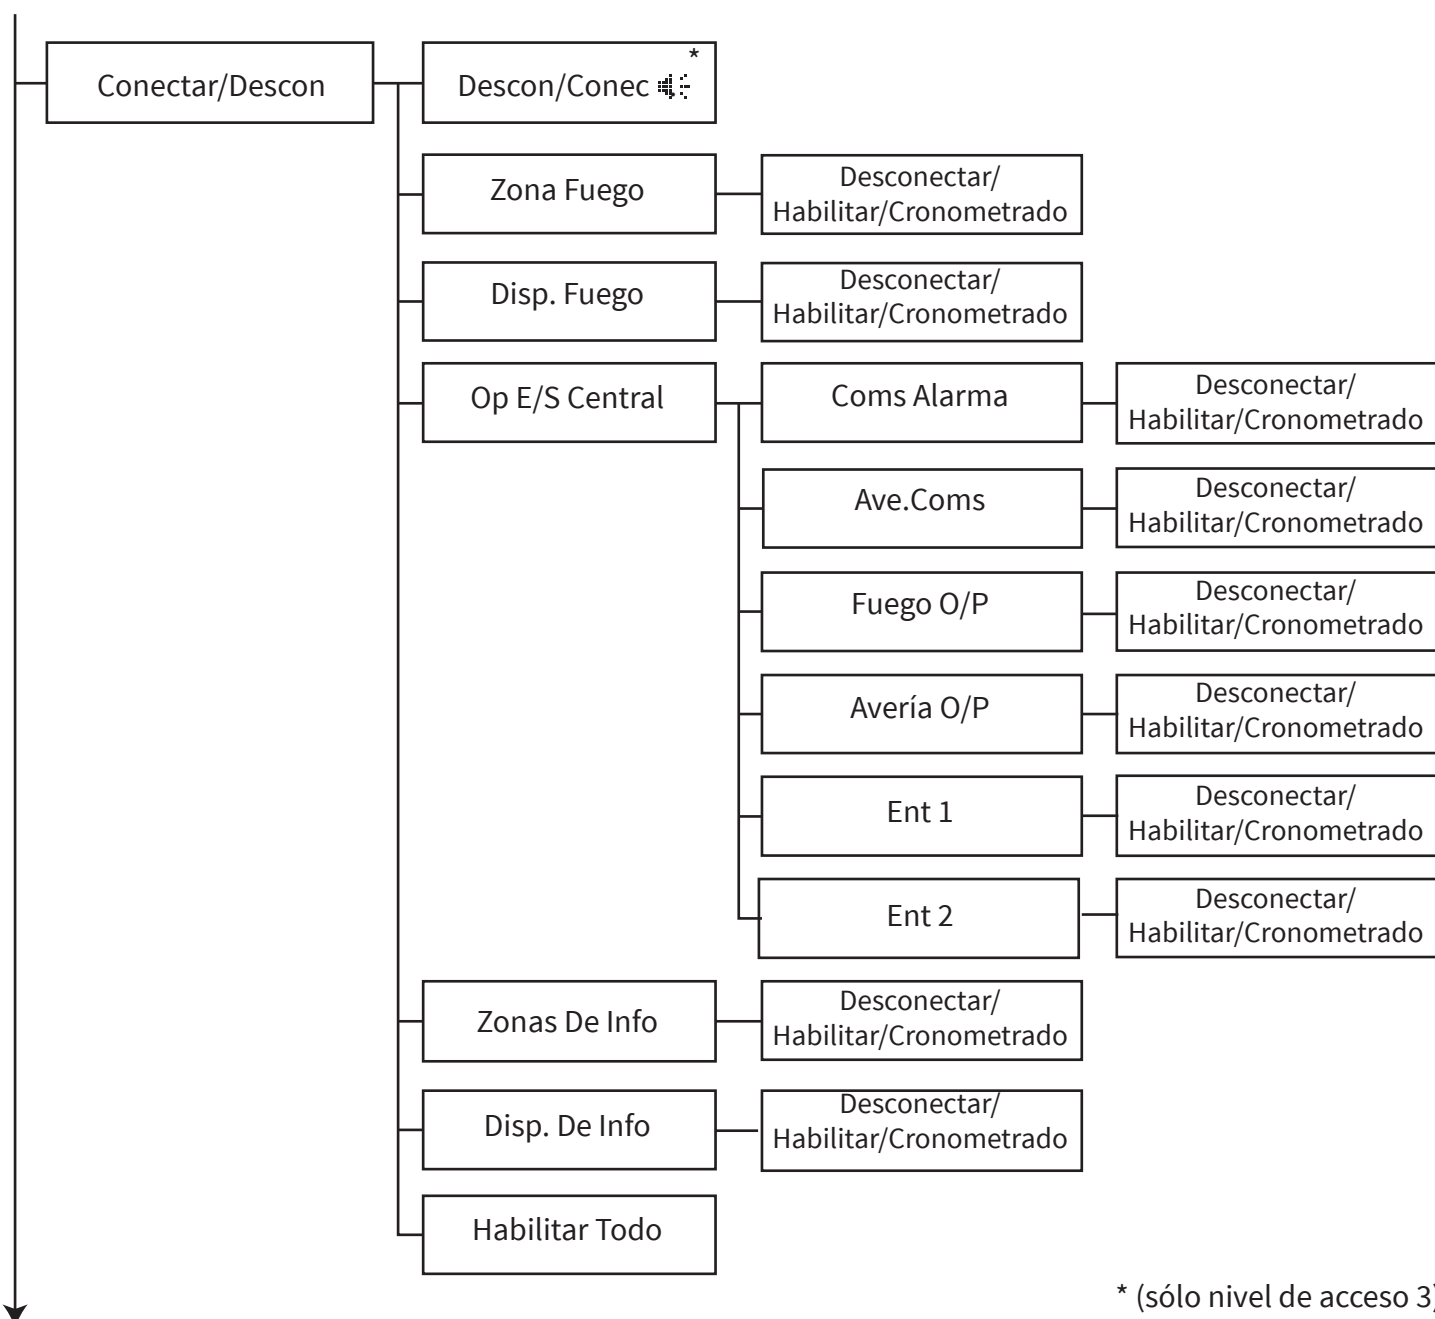 *
Conectar/Descon
Descon/Conec
Zona Fuego
Desconectar/
Habilitar/Cronometrado
Disp. Fuego
Desconectar/
Habilitar/Cronometrado
Op E/S Central
Coms Alarma
Desconectar/
Habilitar/Cronometrado
Ave.Coms
Desconectar/
Habilitar/Cronometrado
Fuego O/P
Desconectar/
Habilitar/Cronometrado
Avería O/P
Desconectar/
Habilitar/Cronometrado
Ent 1
Desconectar/
Habilitar/Cronometrado
Ent 2
Desconectar/
Habilitar/Cronometrado
Zonas De Info
Desconectar/
Habilitar/Cronometrado
Disp. De Info
Desconectar/
Habilitar/Cronometrado
Habilitar Todo
* (sólo nivel de acceso 3)